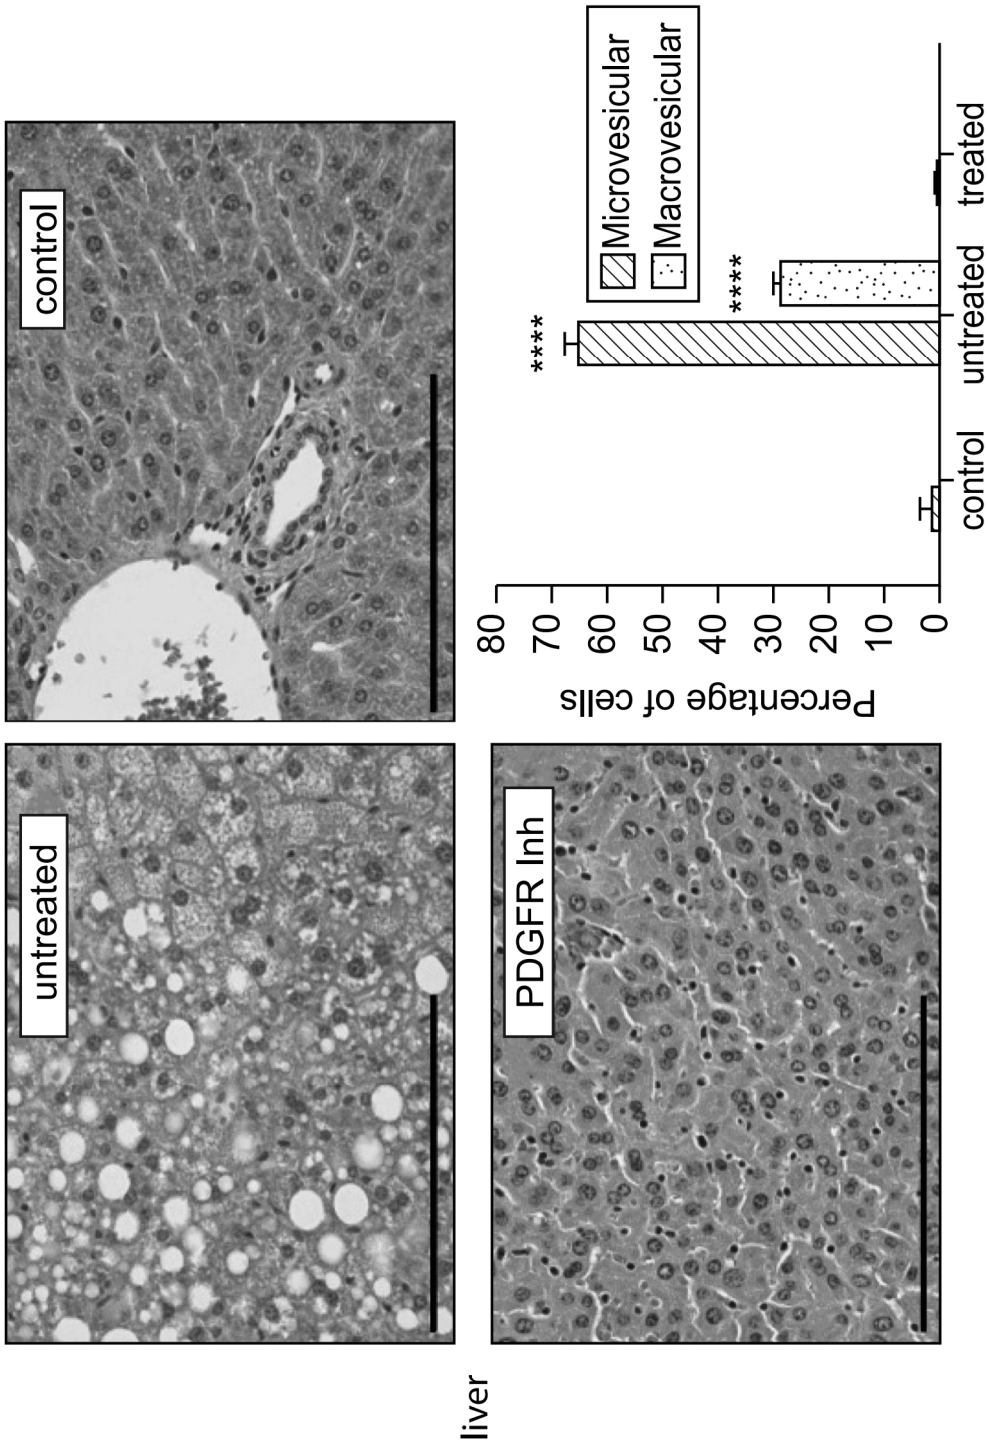 liver
untreated
control
PDGFR Inh
Percentage of cells
80
70
60
50
40
30
20
10
0
****
****
Microvesicular
Macrovesicular
control
untreated
treated